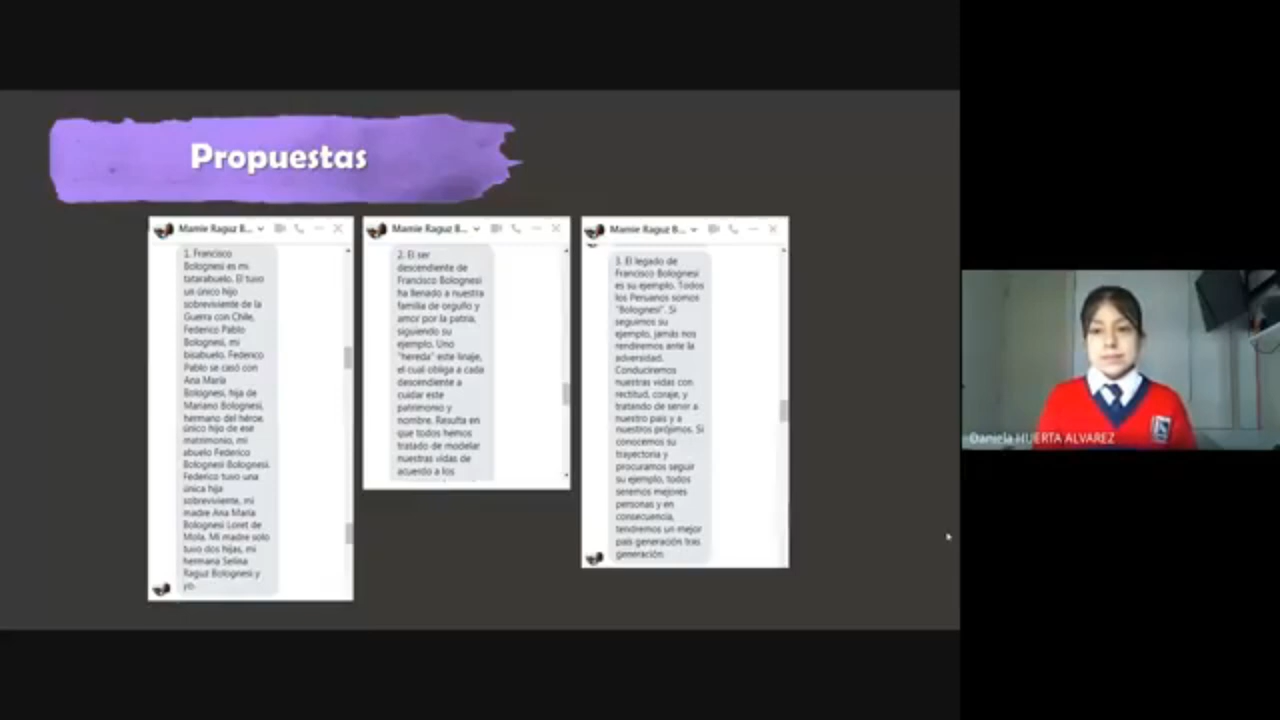 Propuestas
Mamie Raguz B...
1. Francisco
Bolognesi es mi
tatarabuelo. El tuvo
un único hijo
sobreviviente de la
Guerra con Chile,
Federico Pablo
Bolognesi, mi
bisabuelo. Federico
Pablo se casó con
Ana María
Bolognesi, hija de
Mariano Bolognesi,
hermano del héroe.
único hijo de ese
matrimonio, mi
abuelo Federico
Bolognesi Bolognesi.
Federico tuvo una
única hija
sobreviviente, mi
madre Ana María
Bolognesi Loret de
Mola. Mi madre solo
tuvo dos hijas, mi
hermana Selina
Raguz Bolognesi y
yo.
Mamie Raguz B...
2. El ser
descendiente de
Francisco Bolognesi
ha llenado a nuestra
familia de orgullo y
amor por la patria,
siguiendo su
ejemplo. Uno
"hereda" este linaje,
el cual obliga a cada
descendiente a
cuidar este
patrimonio y
nombre. Resulta en
que todos hemos
tratado de modelar
nuestras vidas de
acuerdo a los
Mamie Raguz B...
3. El legado de
Francisco Bolognesi
es su ejemplo. Todos
los Peruanos somos
"Bolognesi". Si
seguimos su
ejemplo, jamás nos
rendiremos ante la
adversidad.
Conduciremos
nuestras vidas con
rectitud, coraje, y
tratando de servir a
nuestro país y a
nuestros prójimos. Si
conocemos su
trayectoria y
procuramos seguir
su ejemplo, todos
seremos mejores
personas y en
consecuencia,
tendremos un mejor
país generación tras
generación.
Daniela HUERTA ALVAREZ